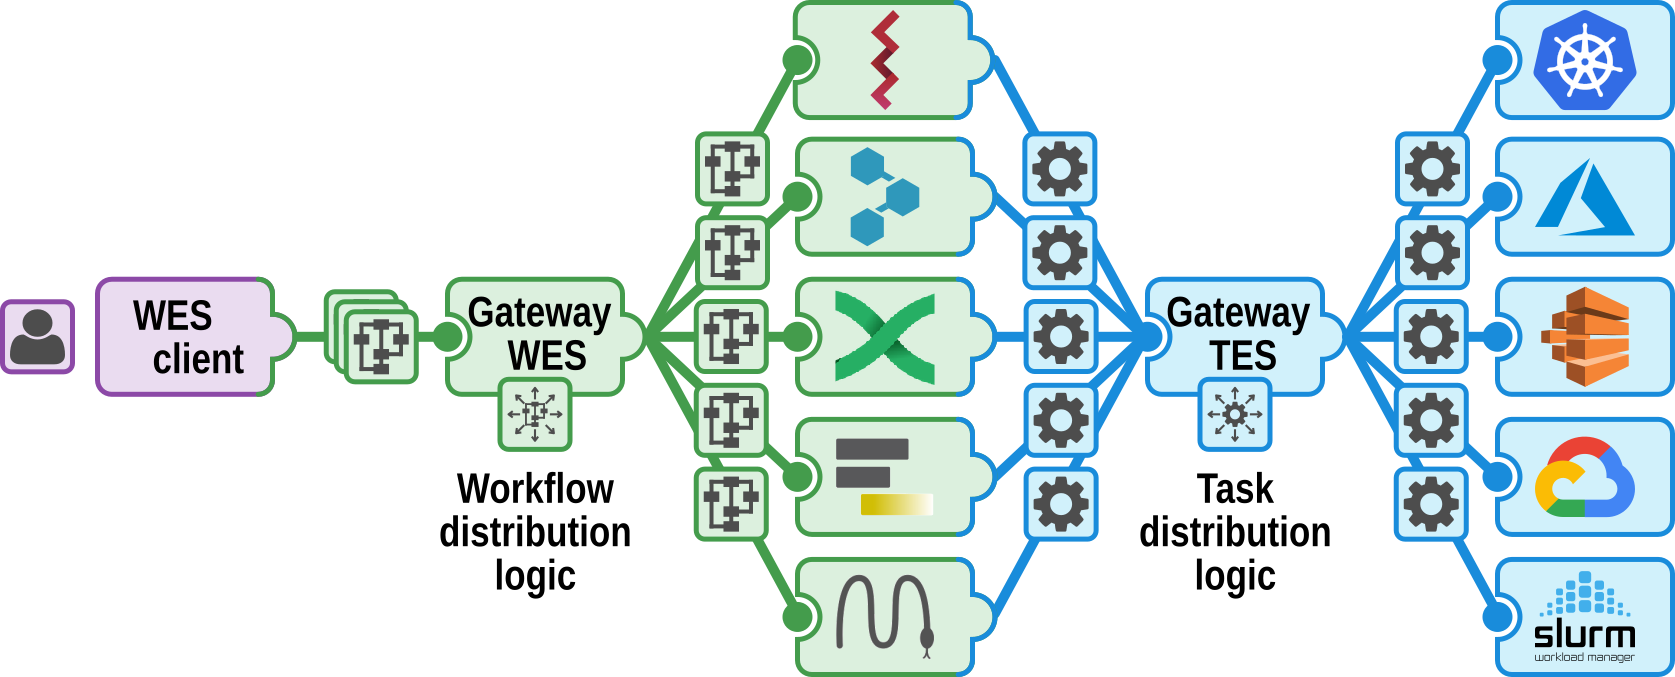 WES
client
Gateway
WES
Workflow
distribution
logic
Gateway
TES
Task
distribution
logic
slurm
workload manager